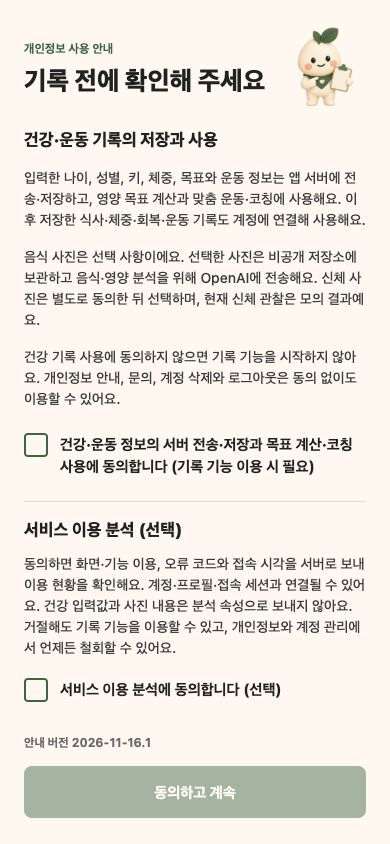 개인정보 사용 안내
기록 전에 확인해 주세요
건강·운동 기록의 저장과 사용
입력한 나이, 성별, 키, 체중, 목표와 운동 정보는 앱 서버에 전
송·저장하고, 영양 목표 계산과 맞춤 운동·코칭에 사용해요. 이
후 저장한 식사·체중·회복·운동 기록도 계정에 연결해 사용해요.
음식 사진은 선택 사항이에요. 선택한 사진은 비공개 저장소에
보관하고 음식·영양 분석을 위해 OpenAI에 전송해요. 신체 사
진은 별도로 동의한 뒤 선택하며, 현재 신체 관찰은 모의 결과예
요.
건강 기록 사용에 동의하지 않으면 기록 기능을 시작하지 않아
요. 개인정보 안내, 문의, 계정 삭제와 로그아웃은 동의 없이도
이용할 수 있어요.
건강·운동 정보의 서버 전송·저장과 목표 계산·코칭
사용에 동의합니다 (기록 기능 이용 시 필요)
서비스 이용 분석 (선택)
동의하면 화면·기능 이용, 오류 코드와 접속 시각을 서버로 보내
이용 현황을 확인해요. 계정·프로필·접속 세션과 연결될 수 있어
요. 건강 입력값과 사진 내용은 분석 속성으로 보내지 않아요.
거절해도 기록 기능을 이용할 수 있고, 개인정보와 계정 관리에
서 언제든 철회할 수 있어요.
서비스 이용 분석에 동의합니다 (선택)
안내 버전 2026-11-16.1
동의하고 계속